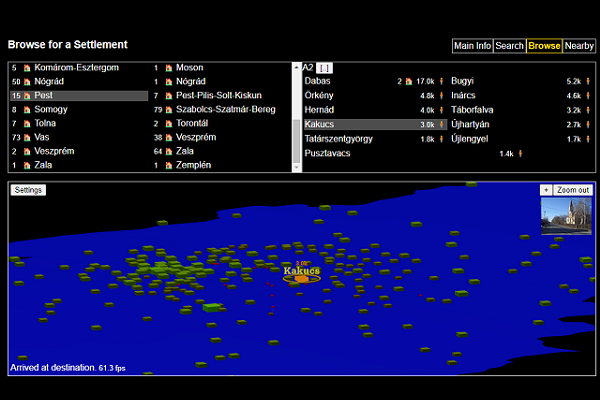 Browse for a Settlement
Main Info Search Browse Nearby
5 Komárom-Esztergom 1 Moson
50 Nógrád 1 Nógrád
15 Pest 7 Pest-Pilis-Solt-Kiskun
8 Somogy 79 Szabolcs-Szatmár-Bereg
7 Tolna 2 Torontál
73 Vas 38 Veszprém
2 Veszprém 64 Zala
1 Zala 1 Zemplén
A2 [ ]
Dabas 2 17.0k Bugyi 5.2k
Örkény 4.8k Inárcs 4.6k
Hernád 4.0k Táborfalva 3.2k
Kakucs 3.0k Újhartyán 2.7k
Tatárszentgyörgy 1.8k Újlengyel 1.7k
Pusztavacs 1.4k
Settings + Zoom out
Kakucs
Arrived at destination. 61.3 fps